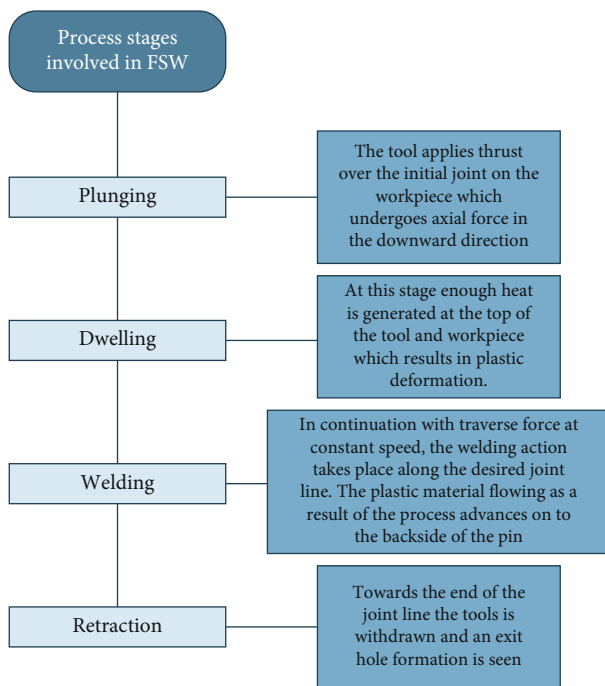 Process stages
involved in FSW
Plunging
The tool applies thrust
over the initial joint on the
workpiece which
undergoes axial force in
the downward direction
Dwelling
At this stage enough heat
is generated at the top of
the tool and workpiece
which results in plastic
deformation.
Welding
In continuation with traverse force at
constant speed, the welding action
takes place along the desired joint
line. The plastic material flowing as a
result of the process advances on to
the backside of the pin
Retraction
Towards the end of the
joint line the tools is
withdrawn and an exit
hole formation is seen